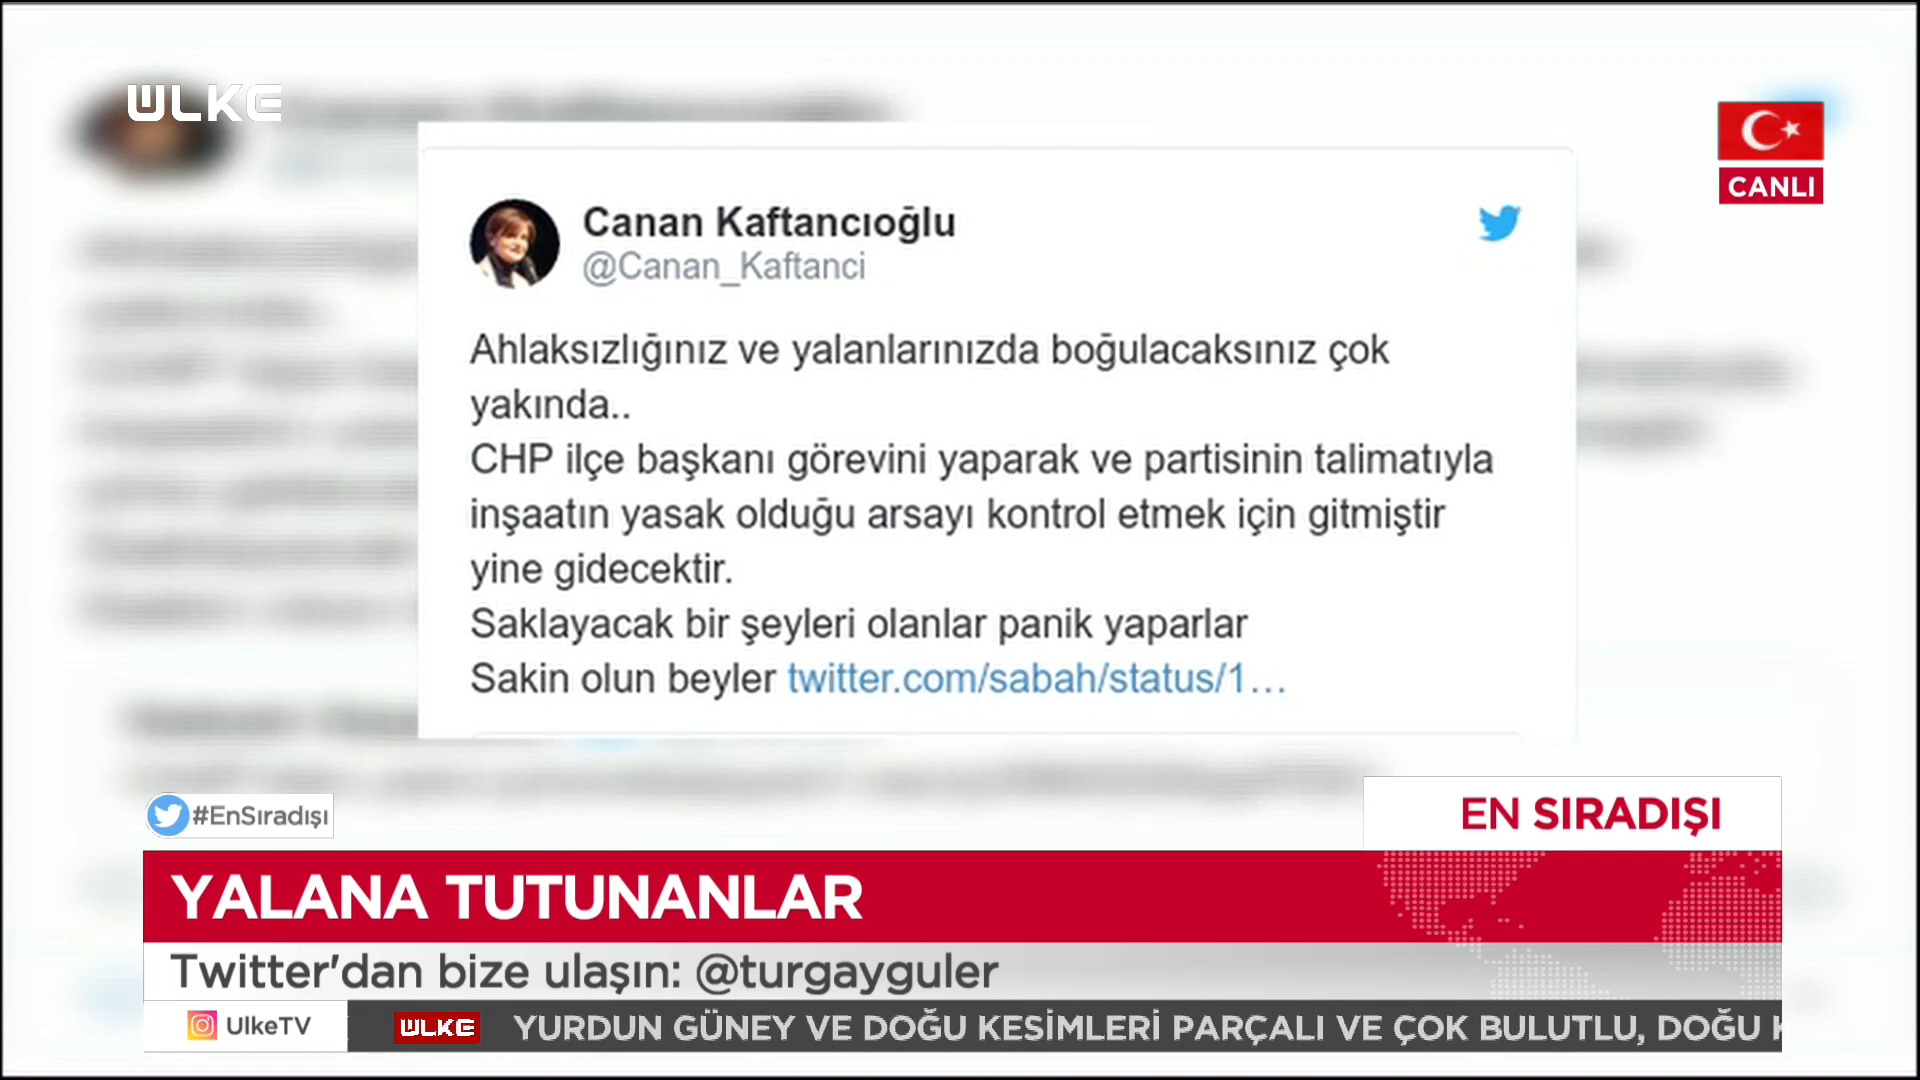 ULKE
CANLI
Canan Kaftancıoğlu
@Canan_Kaftanci
Ahlaksızlığınız ve yalanlarınızda boğulacaksınız çok
yakında..
CHP ilçe başkanı görevini yaparak ve partisinin talimatıyla
inşaatın yasak olduğu arsayı kontrol etmek için gitmiştir
yine gidecektir.
Saklayacak bir şeyleri olanlar panik yaparlar
Sakin olun beyler twitter.com/sabah/status/1…
#EnSıradışı
EN SIRADIŞI
YALANA TUTUNANLAR
Twitter'dan bize ulaşın: @turgayguler
UlkeTV
ULKE YURDUN GÜNEY VE DOĞU KESİMLERİ PARÇALI VE ÇOK BULUTLU, DOĞU